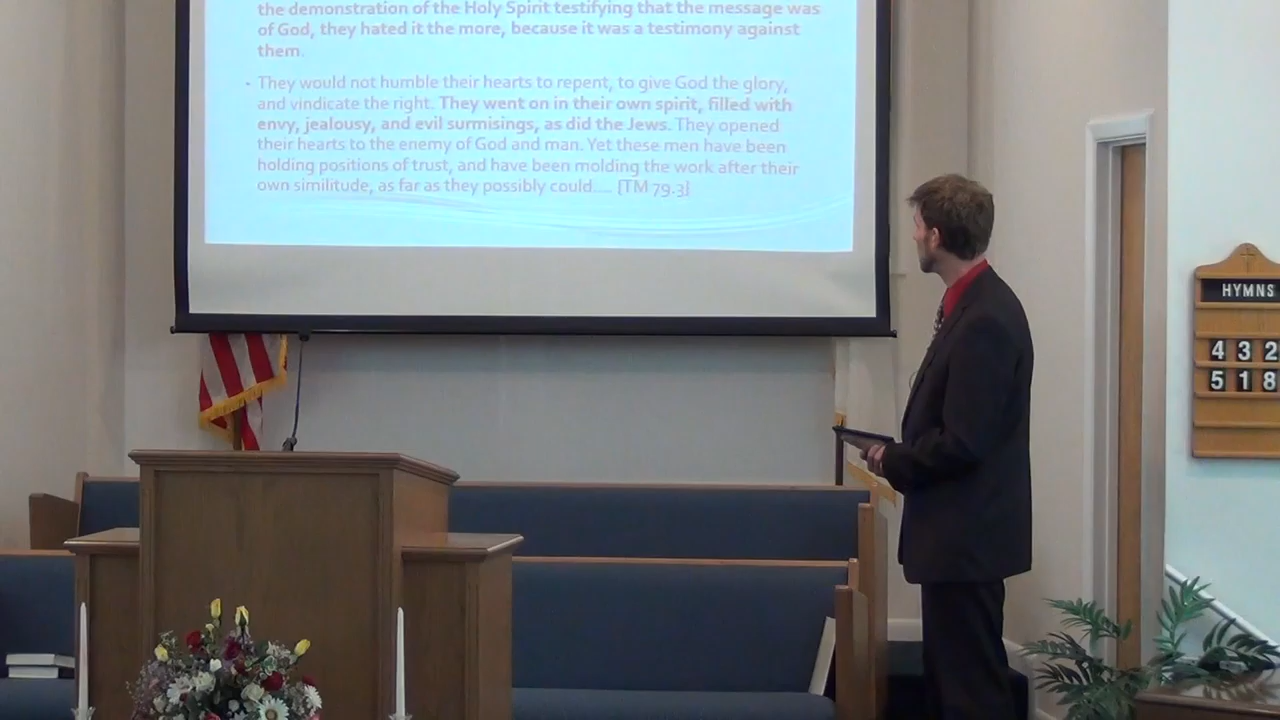 the demonstration of the Holy Spirit testifying that the message was
of God, they hated it the more, because it was a testimony against
them.
• They would not humble their hearts to repent, to give God the glory,
and vindicate the right. They went on in their own spirit, filled with
envy, jealousy, and evil surmisings, as did the Jews. They opened
their hearts to the enemy of God and man. Yet these men have been
holding positions of trust, and have been molding the work after their
own similitude, as far as they possibly could.... {TM 79.3}
HYMNS
432
518